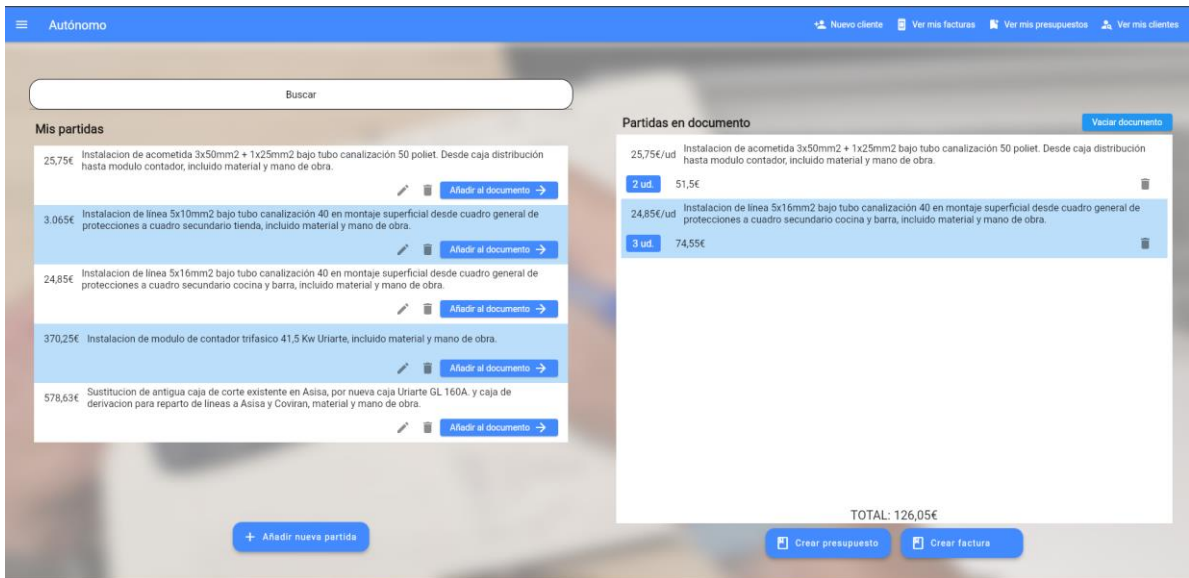 Autónomo
Nuevo cliente
Ver mis facturas
Ver mis presupuestos
Ver mis clientes
Buscar
Mis partidas
25,75€
Instalacion de acometida 3x50mm2 + 1x25mm2 bajo tubo canalización 50 poliet. Desde caja distribución
hasta modulo contador, incluido material y mano de obra.
Añadir al documento
3.065€
Instalacion de línea 5x10mm2 bajo tubo canalización 40 en montaje superficial desde cuadro general de
protecciones a cuadro secundario tienda, incluido material y mano de obra.
Añadir al documento
24,85€
Instalacion de línea 5x16mm2 bajo tubo canalización 40 en montaje superficial desde cuadro general de
protecciones a cuadro secundario cocina y barra, incluido material y mano de obra.
Añadir al documento
370,25€
Instalacion de modulo de contador trifasico 41,5 Kw Uriarte, incluido material y mano de obra.
Añadir al documento
578,63€
Sustitucion de antigua caja de corte existente en Asisa, por nueva caja Uriarte GL 160A. y caja de
derivacion para reparto de líneas a Asisa y Coviran, material y mano de obra.
Añadir al documento
Añadir nueva partida
Partidas en documento
Vaciar documento
25,75€/ud
Instalacion de acometida 3x50mm2 + 1x25mm2 bajo tubo canalización 50 poliet. Desde caja distribución
hasta modulo contador, incluido material y mano de obra.
2 ud.
51,5€
24,85€/ud
Instalacion de línea 5x16mm2 bajo tubo canalización 40 en montaje superficial desde cuadro general de
protecciones a cuadro secundario cocina y barra, incluido material y mano de obra.
3 ud.
74,55€
TOTAL: 126,05€
Crear presupuesto
Crear factura